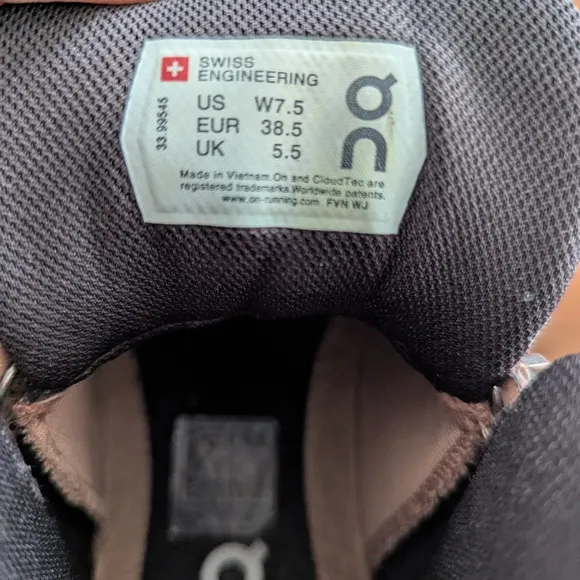 SWISS
ENGINEERING
US W7.5
EUR 38.5
UK 5.5
Made in Vietnam On and CloudTec are
registered trademarks. Worldwide patents.
www.on-running.com FVN WJ
33.99545